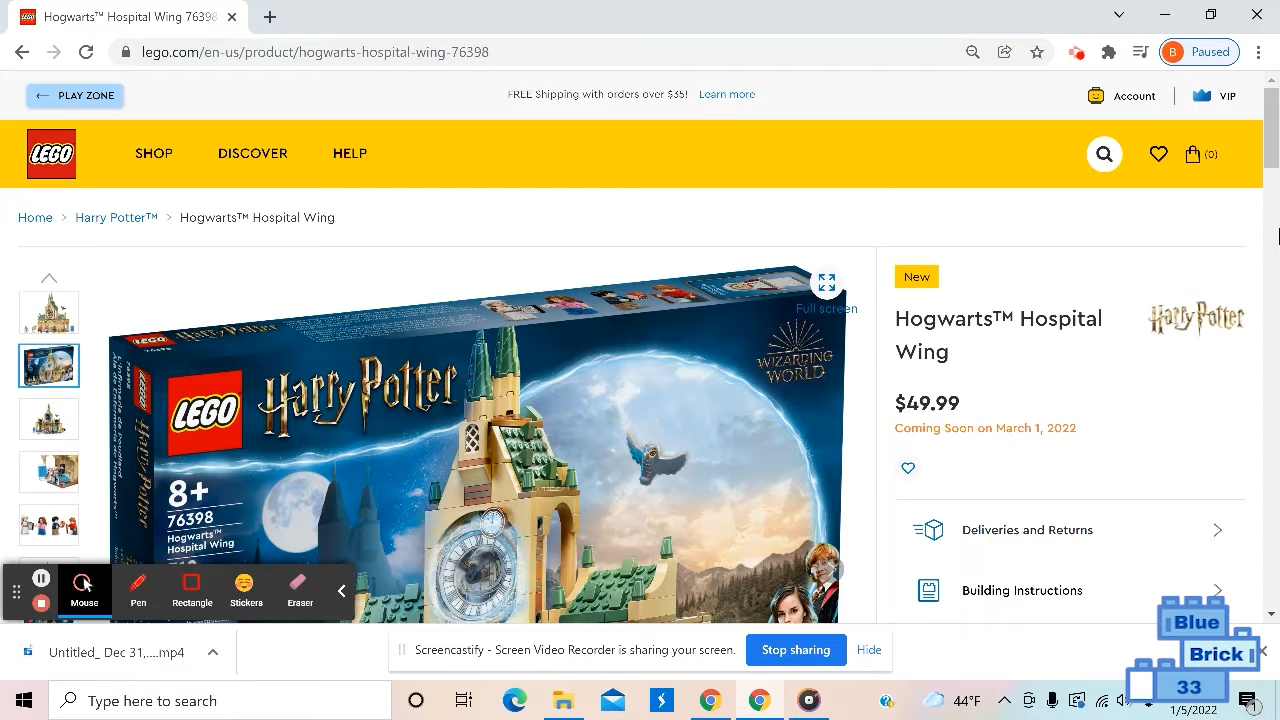 Hogwarts™ Hospital Wing 76398
lego.com/en-us/product/hogwarts-hospital-wing-76398
B Paused
PLAY ZONE
FREE Shipping with orders over $35! Learn more
Account
VIP
LEGO
SHOP DISCOVER HELP
(0)
Home > Harry Potter™ > Hogwarts™ Hospital Wing
Full screen
New
Hogwarts™ Hospital
Wing
Harry Potter
$49.99
Coming Soon on March 1, 2022
LEGO
Harry Potter
WIZARDING
WORLD
8+
76398
Hogwarts™
Hospital Wing
Deliveries and Returns
Building Instructions
Mouse Pen Rectangle Stickers Eraser
Untitled_ Dec 31,....mp4
Screencastify - Screen Video Recorder is sharing your screen.
Stop sharing
Hide
Blue
Brick
33
Type here to search
44°F
1/5/2022